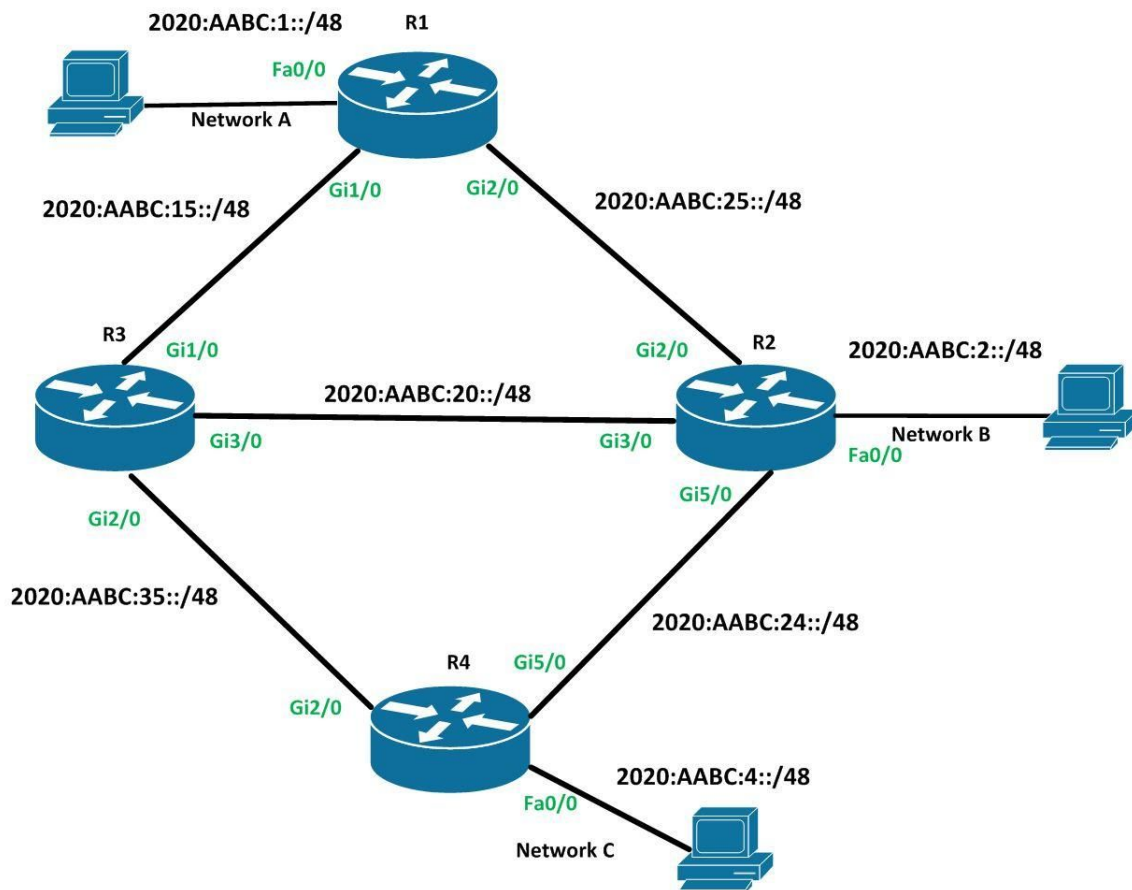 2020:AABC:1::/48
R1
Fa0/0
Network A
Gi1/0
Gi2/0
2020:AABC:15::/48
2020:AABC:25::/48
R3
Gi1/0
Gi2/0
R2
2020:AABC:2::/48
2020:AABC:20::/48
Gi3/0
Gi3/0
Network B
Fa0/0
Gi5/0
Gi2/0
2020:AABC:35::/48
2020:AABC:24::/48
R4
Gi5/0
Gi2/0
2020:AABC:4::/48
Fa0/0
Network C